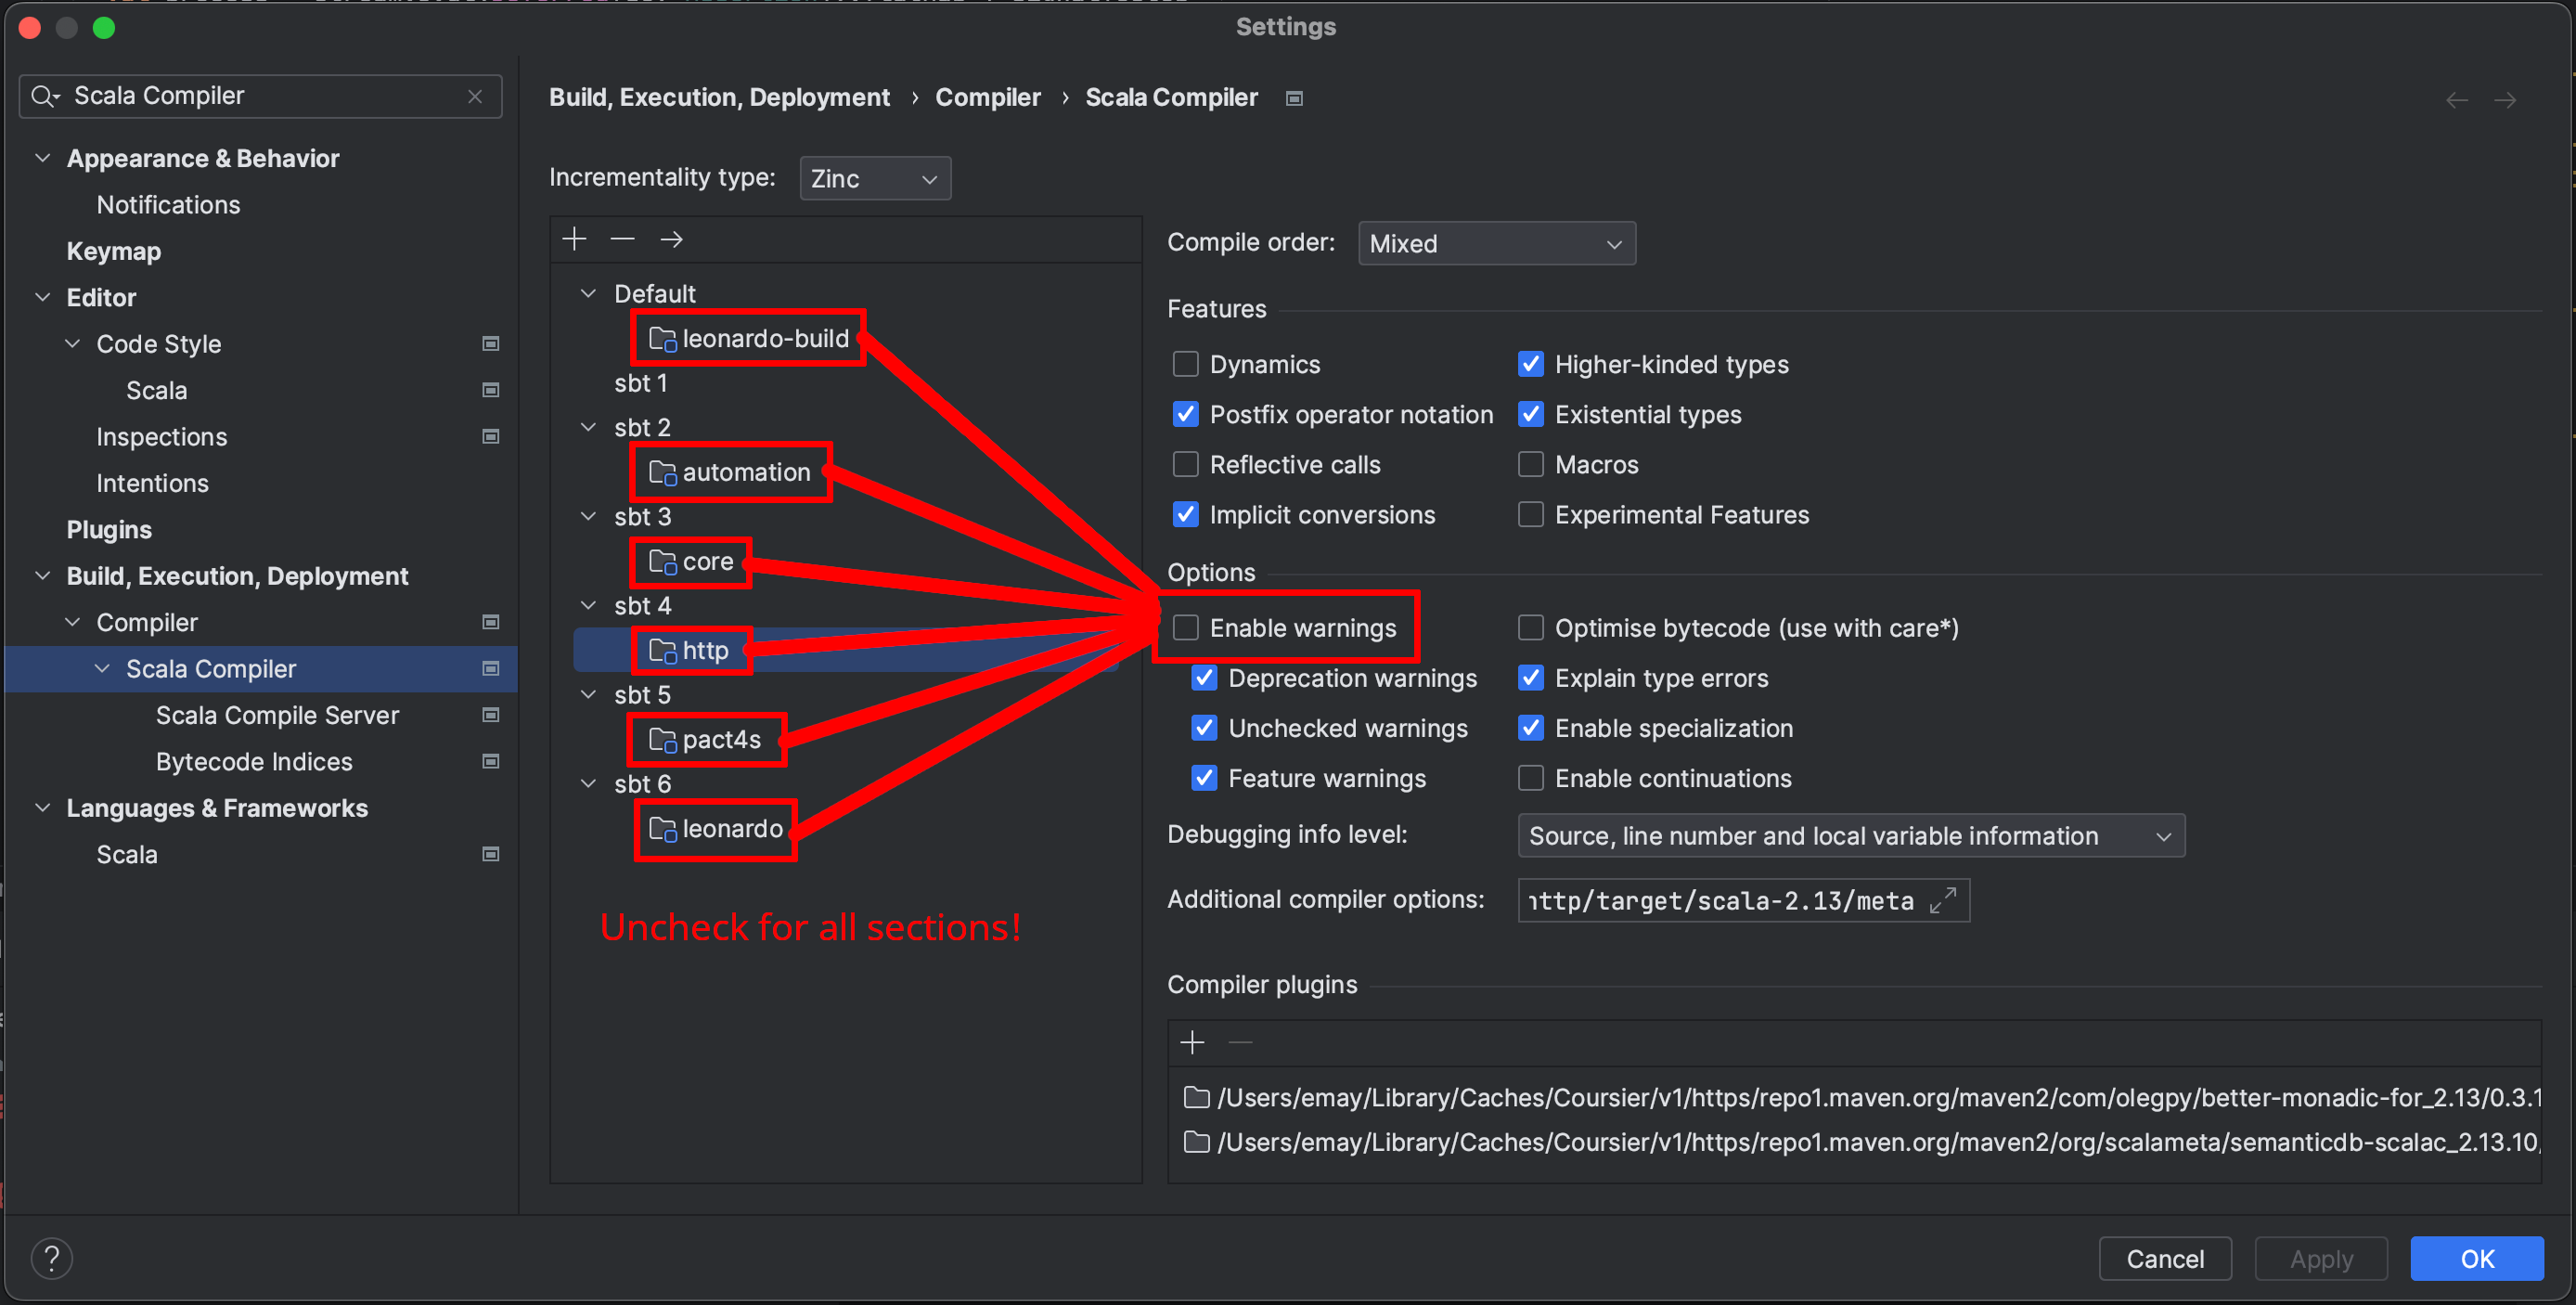 Settings
Scala Compiler
Appearance & Behavior
Notifications
Keymap
Editor
Code Style
Scala
Inspections
Intentions
Plugins
Build, Execution, Deployment
Compiler
Scala Compiler
Scala Compile Server
Bytecode Indices
Languages & Frameworks
Scala
Build, Execution, Deployment › Compiler › Scala Compiler
Incrementality type: Zinc
Default
leonardo-build
sbt 1
sbt 2
automation
sbt 3
core
sbt 4
http
sbt 5
pact4s
sbt 6
leonardo
Uncheck for all sections!
Compile order: Mixed
Features
Dynamics Higher-kinded types
Postfix operator notation Existential types
Reflective calls Macros
Implicit conversions Experimental Features
Options
Enable warnings Optimise bytecode (use with care*)
Deprecation warnings Explain type errors
Unchecked warnings Enable specialization
Feature warnings Enable continuations
Debugging info level: Source, line number and local variable information
Additional compiler options: http/target/scala-2.13/meta
Compiler plugins
/Users/emay/Library/Caches/Coursier/v1/https/repo1.maven.org/maven2/com/olegpy/better-monadic-for_2.13/0.3.1
/Users/emay/Library/Caches/Coursier/v1/https/repo1.maven.org/maven2/org/scalameta/semanticdb-scalac_2.13.10/
?
Cancel Apply OK